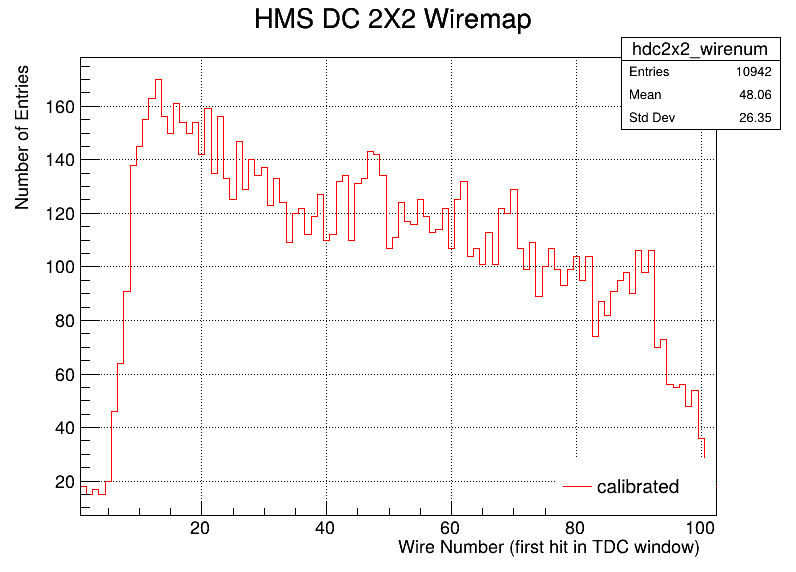 HMS DC 2X2 Wiremap
hdc2x2_wirenum
Entries 10942
Mean 48.06
Std Dev 26.35
Number of Entries
160
140
120
100
80
60
40
20
calibrated
20 40 60 80 100
Wire Number (first hit in TDC window)